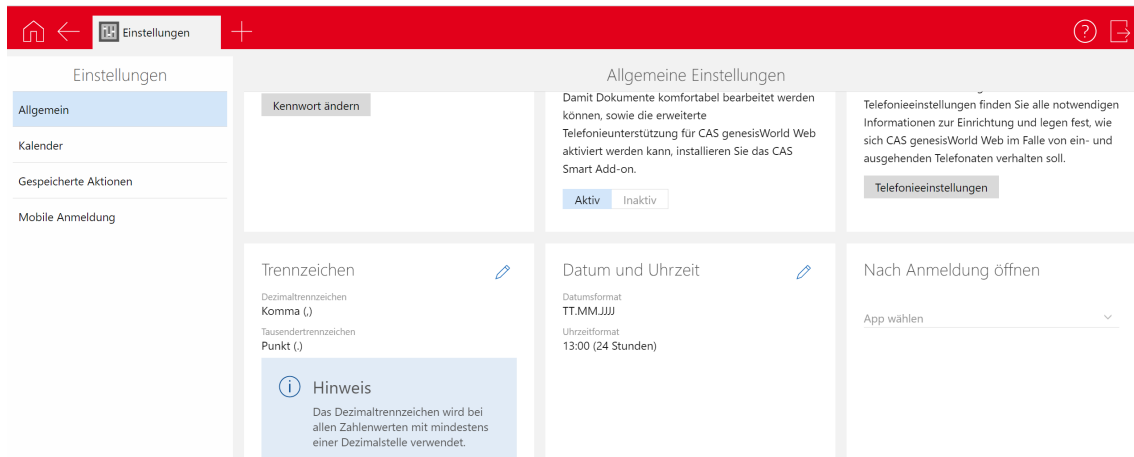 Einstellungen
Einstellungen
Allgemein
Kalender
Gespeicherte Aktionen
Mobile Anmeldung
Allgemeine Einstellungen
Kennwort ändern
Damit Dokumente komfortabel bearbeitet werden
können, sowie die erweiterte
Telefonieunterstützung für CAS genesisWorld Web
aktiviert werden kann, installieren Sie das CAS
Smart Add-on.
Aktiv Inaktiv
Telefonieeinstellungen finden Sie alle notwendigen
Informationen zur Einrichtung und legen fest, wie
sich CAS genesisWorld Web im Falle von ein- und
ausgehenden Telefonaten verhalten soll.
Telefonieeinstellungen
Trennzeichen
Dezimaltrennzeichen
Komma (,)
Tausendertrennzeichen
Punkt (.)
Hinweis
Das Dezimaltrennzeichen wird bei
allen Zahlenwerten mit mindestens
einer Dezimalstelle verwendet.
Datum und Uhrzeit
Datumsformat
TT.MM.JJJJ
Uhrzeitformat
13:00 (24 Stunden)
Nach Anmeldung öffnen
App wählen